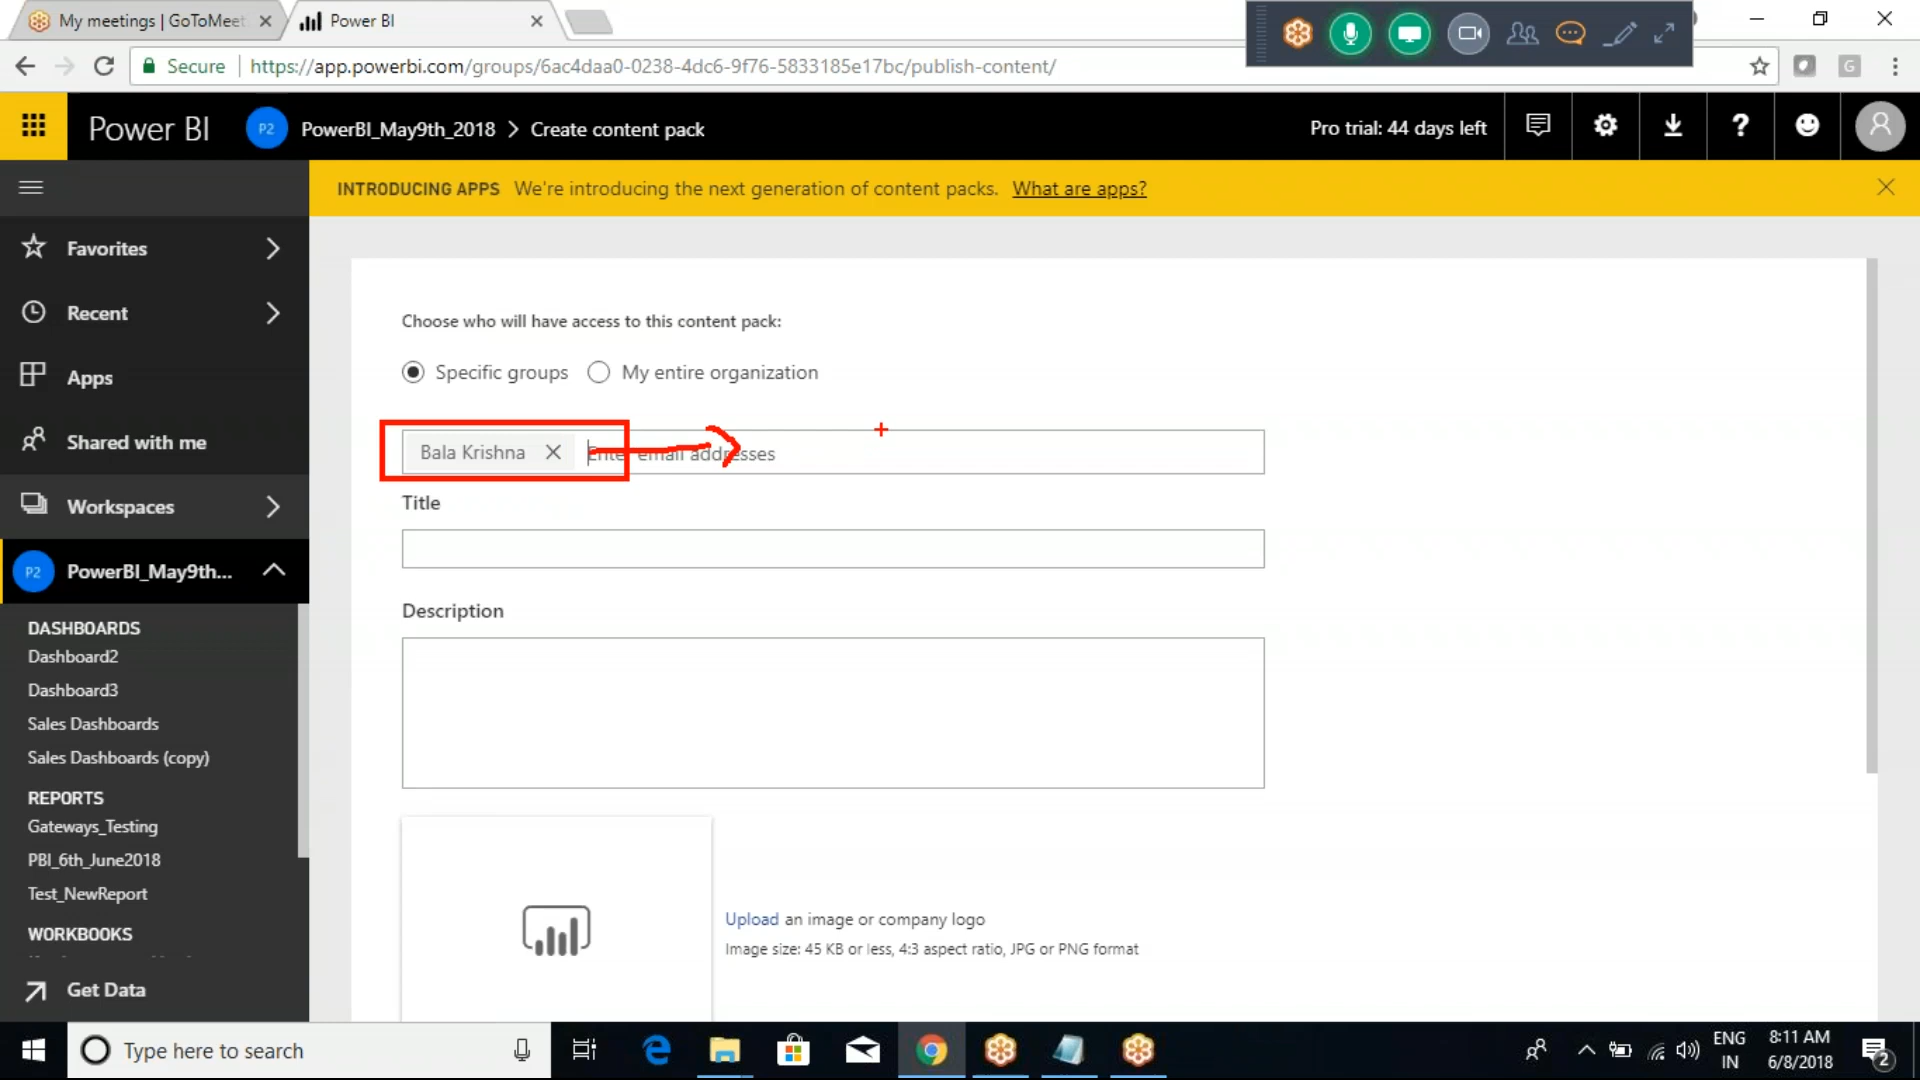 My meetings | GoToMeet
Power BI
Secure
https://app.powerbi.com/groups/6ac4daa0-0238-4dc6-9f76-5833185e17bc/publish-content/
G
Power BI
P2
PowerBI_May9th_2018 > Create content pack
Pro trial: 44 days left
?
INTRODUCING APPS We're introducing the next generation of content packs. What are apps?
Favorites
Recent
Apps
Shared with me
Workspaces
P2
PowerBI_May9th...
DASHBOARDS
Dashboard2
Dashboard3
Sales Dashboards
Sales Dashboards (copy)
REPORTS
Gateways_Testing
PBI_6th_June2018
Test_NewReport
WORKBOOKS
Get Data
Choose who will have access to this content pack:
Specific groups
My entire organization
Bala Krishna
Enter email addresses
Title
Description
Upload an image or company logo
Image size: 45 KB or less, 4:3 aspect ratio, JPG or PNG format
Type here to search
ENG
IN
8:11 AM
6/8/2018
2